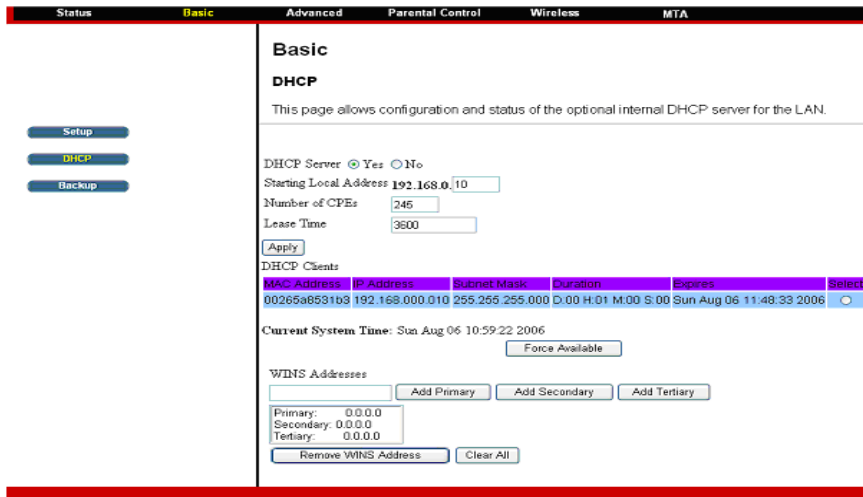 Status Basic Advanced Parental Control Wireless MTA
Basic
DHCP
This page allows configuration and status of the optional internal DHCP server for the LAN.
Setup
DHCP
Backup
DHCP Server Yes No
Starting Local Address 192.168.0. 10
Number of CPEs 245
Lease Time 3600
Apply
DHCP Clients
MAC Address IP Address Subnet Mask Duration Expires Select
00265a8531b3 192.168.000.010 255.255.255.000 D:00 H:01 M:00 S:00 Sun Aug 06 11:48:33 2006
Current System Time: Sun Aug 06 10:59:22 2006
Force Available
WINS Addresses
Add Primary Add Secondary Add Tertiary
Primary: 0.0.0.0
Secondary: 0.0.0.0
Tertiary: 0.0.0.0
Remove WINS Address Clear All